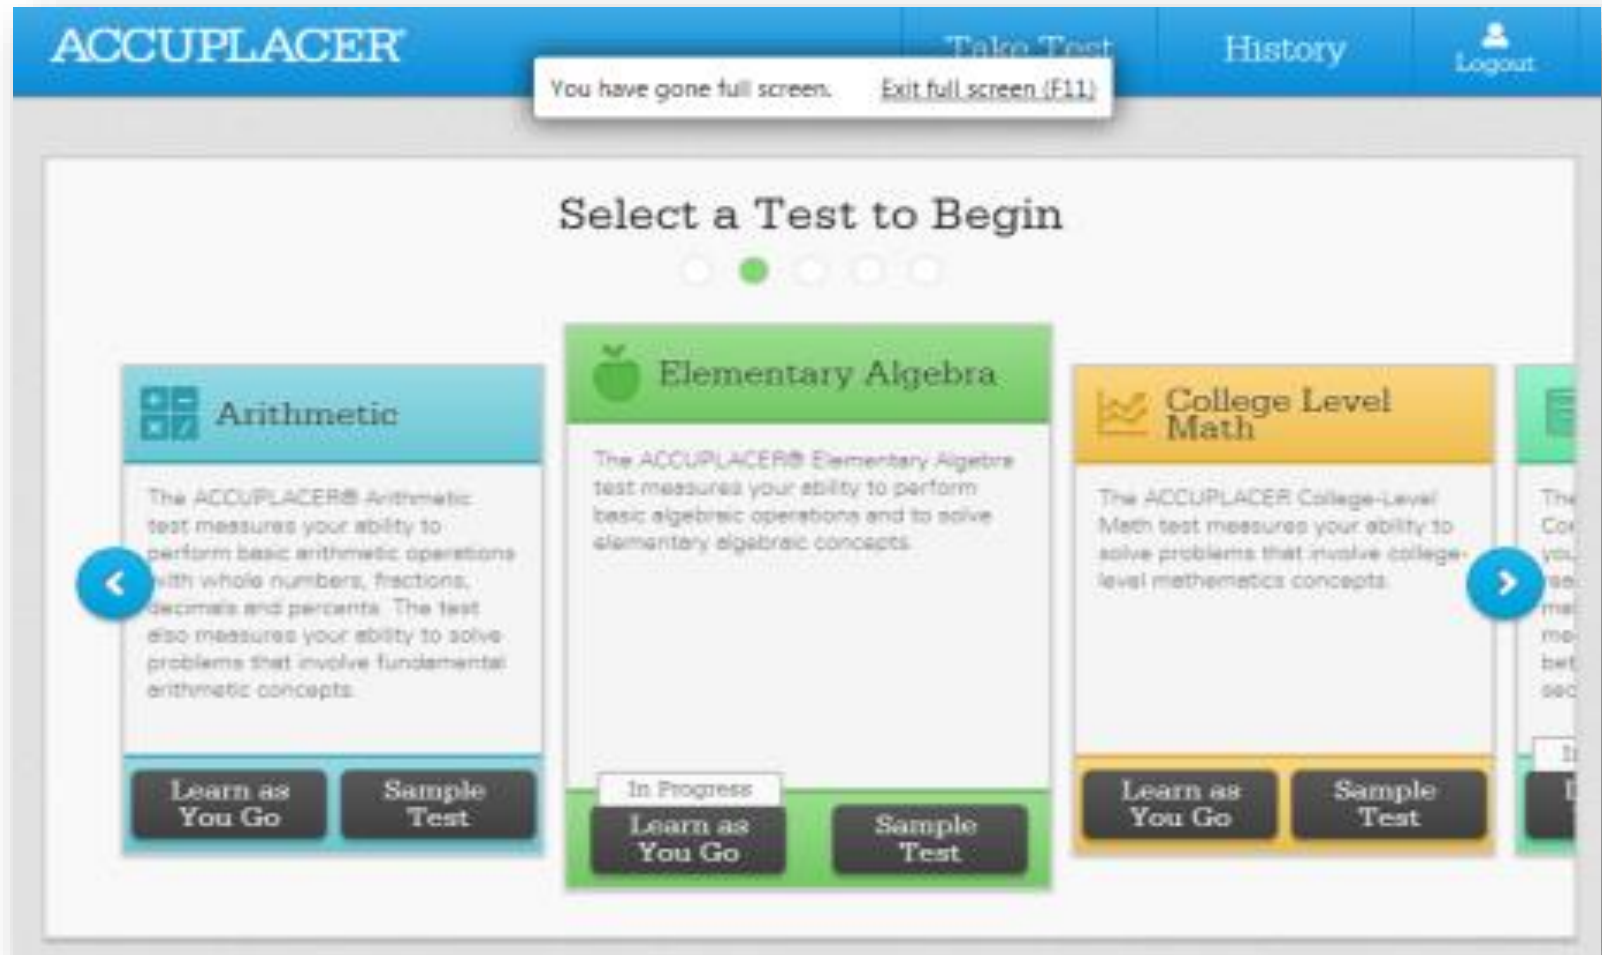 ACCUPLACER
Take Test
History
Logout
You have gone full screen. Exit full screen (F11)
Select a Test to Begin
Arithmetic
The ACCUPLACER® Arithmetic
test measures your ability to
perform basic arithmetic operations
with whole numbers, fractions,
decimals and percents. The test
also measures your ability to solve
problems that involve fundamental
arithmetic concepts.
Learn as
You Go
Sample
Test
Elementary Algebra
The ACCUPLACER® Elementary Algebra
test measures your ability to perform
basic algebraic operations and to solve
elementary algebraic concepts.
In Progress
Learn as
You Go
Sample
Test
College Level
Math
The ACCUPLACER College-Level
Math test measures your ability to
solve problems that involve college-
level mathematics concepts.
Learn as
You Go
Sample
Test
The